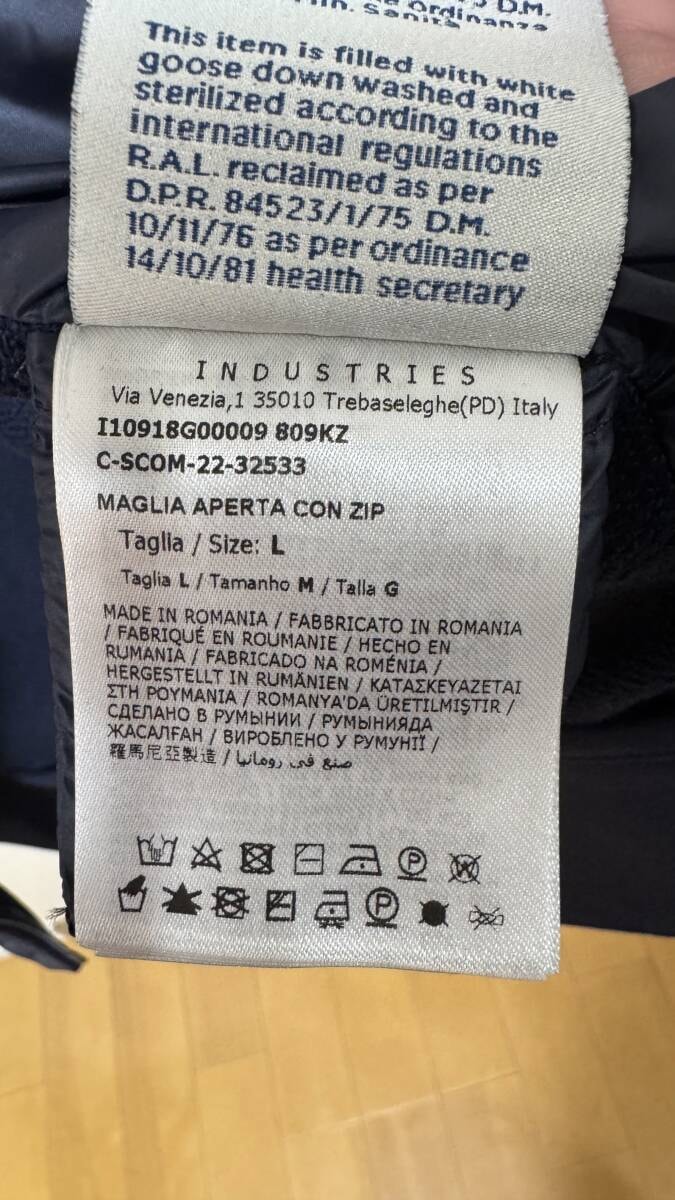 D.M.
Ordinanza
Min. Sanità
This item is filled with white
goose down washed and
sterilized according to the
international regulations
R.A.L. reclaimed as per
D.P.R. 84523/1/75 D.M.
10/11/76 as per ordinance
14/10/81 health secretary
INDUSTRIES
Via Venezia,1 35010 Trebaseleghe(PD) Italy
I10918G00009 809KZ
C-SCOM-22-32533
MAGLIA APERTA CON ZIP
Taglia / Size: L
Taglia L / Tamanho M / Talla G
MADE IN ROMANIA / FABBRICATO IN ROMANIA
/ FABRIQUÉ EN ROUMANIE / HECHO EN
RUMANIA / FABRICADO NA ROMÉNIA /
HERGESTELLT IN RUMÄNIEN / ΚΑΤΑΣΚΕΥΑΖΕΤΑΙ
ΣΤΗ ΡΟΥΜΑΝΙΑ / ROMANYA'DA ÜRETILMIŞTIR /
СДЕЛАНО В РУМЫНИИ / РУМЫНИЯДА
ЖАСАЛҒАН / ВИРОБЛЕНО У РУМУНІЇ /
羅馬尼亞製造 / صنع في رومانيا
P W
P